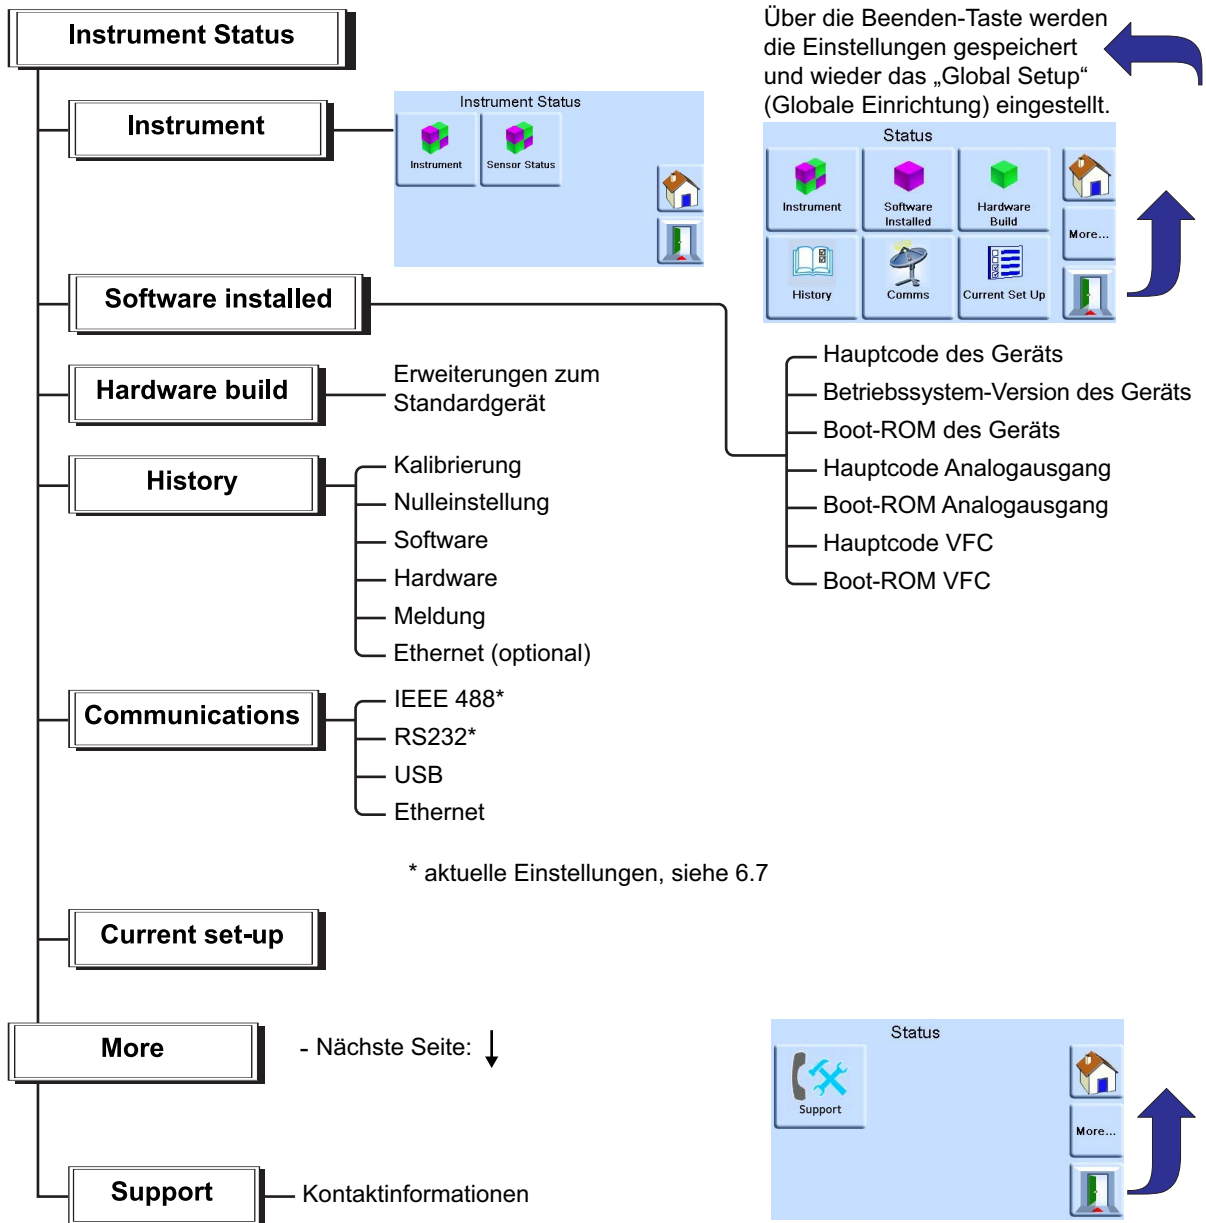 Instrument Status
Über die Beenden-Taste werden
die Einstellungen gespeichert
und wieder das „Global Setup“
(Globale Einrichtung) eingestellt.
Instrument
Instrument Status
Instrument
Sensor Status
Status
Instrument
Software
Installed
Hardware
Build
More...
History
Comms
Current Set Up
Software installed
Hauptcode des Geräts
Betriebssystem-Version des Geräts
Boot-ROM des Geräts
Hauptcode Analogausgang
Boot-ROM Analogausgang
Hauptcode VFC
Boot-ROM VFC
Hardware build
Erweiterungen zum
Standardgerät
History
Kalibrierung
Nulleinstellung
Software
Hardware
Meldung
Ethernet (optional)
Communications
IEEE 488*
RS232*
USB
Ethernet
* aktuelle Einstellungen, siehe 6.7
Current set-up
More
- Nächste Seite:
Status
Support
More...
Support
Kontaktinformationen